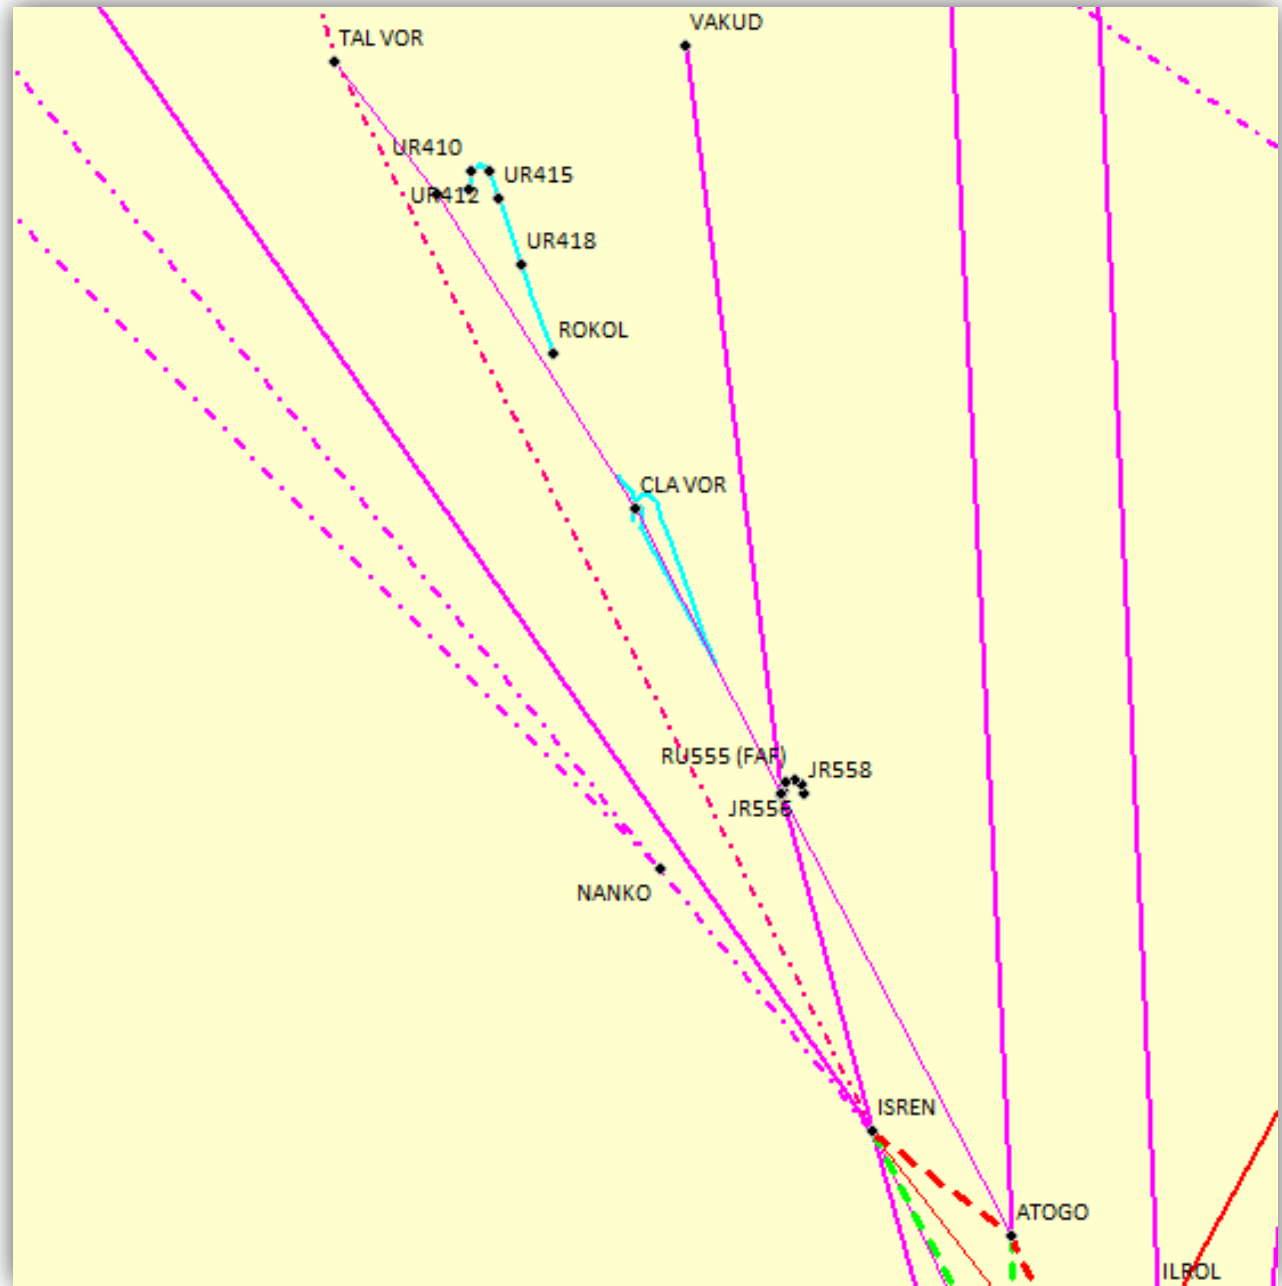 VAKUD
TAL VOR
UR410
UR415
UR412
UR418
ROKOL
CLA VOR
RU555 (FAF)
JR558
JR556
NANKO
ISREN
ATOGO
ILROL